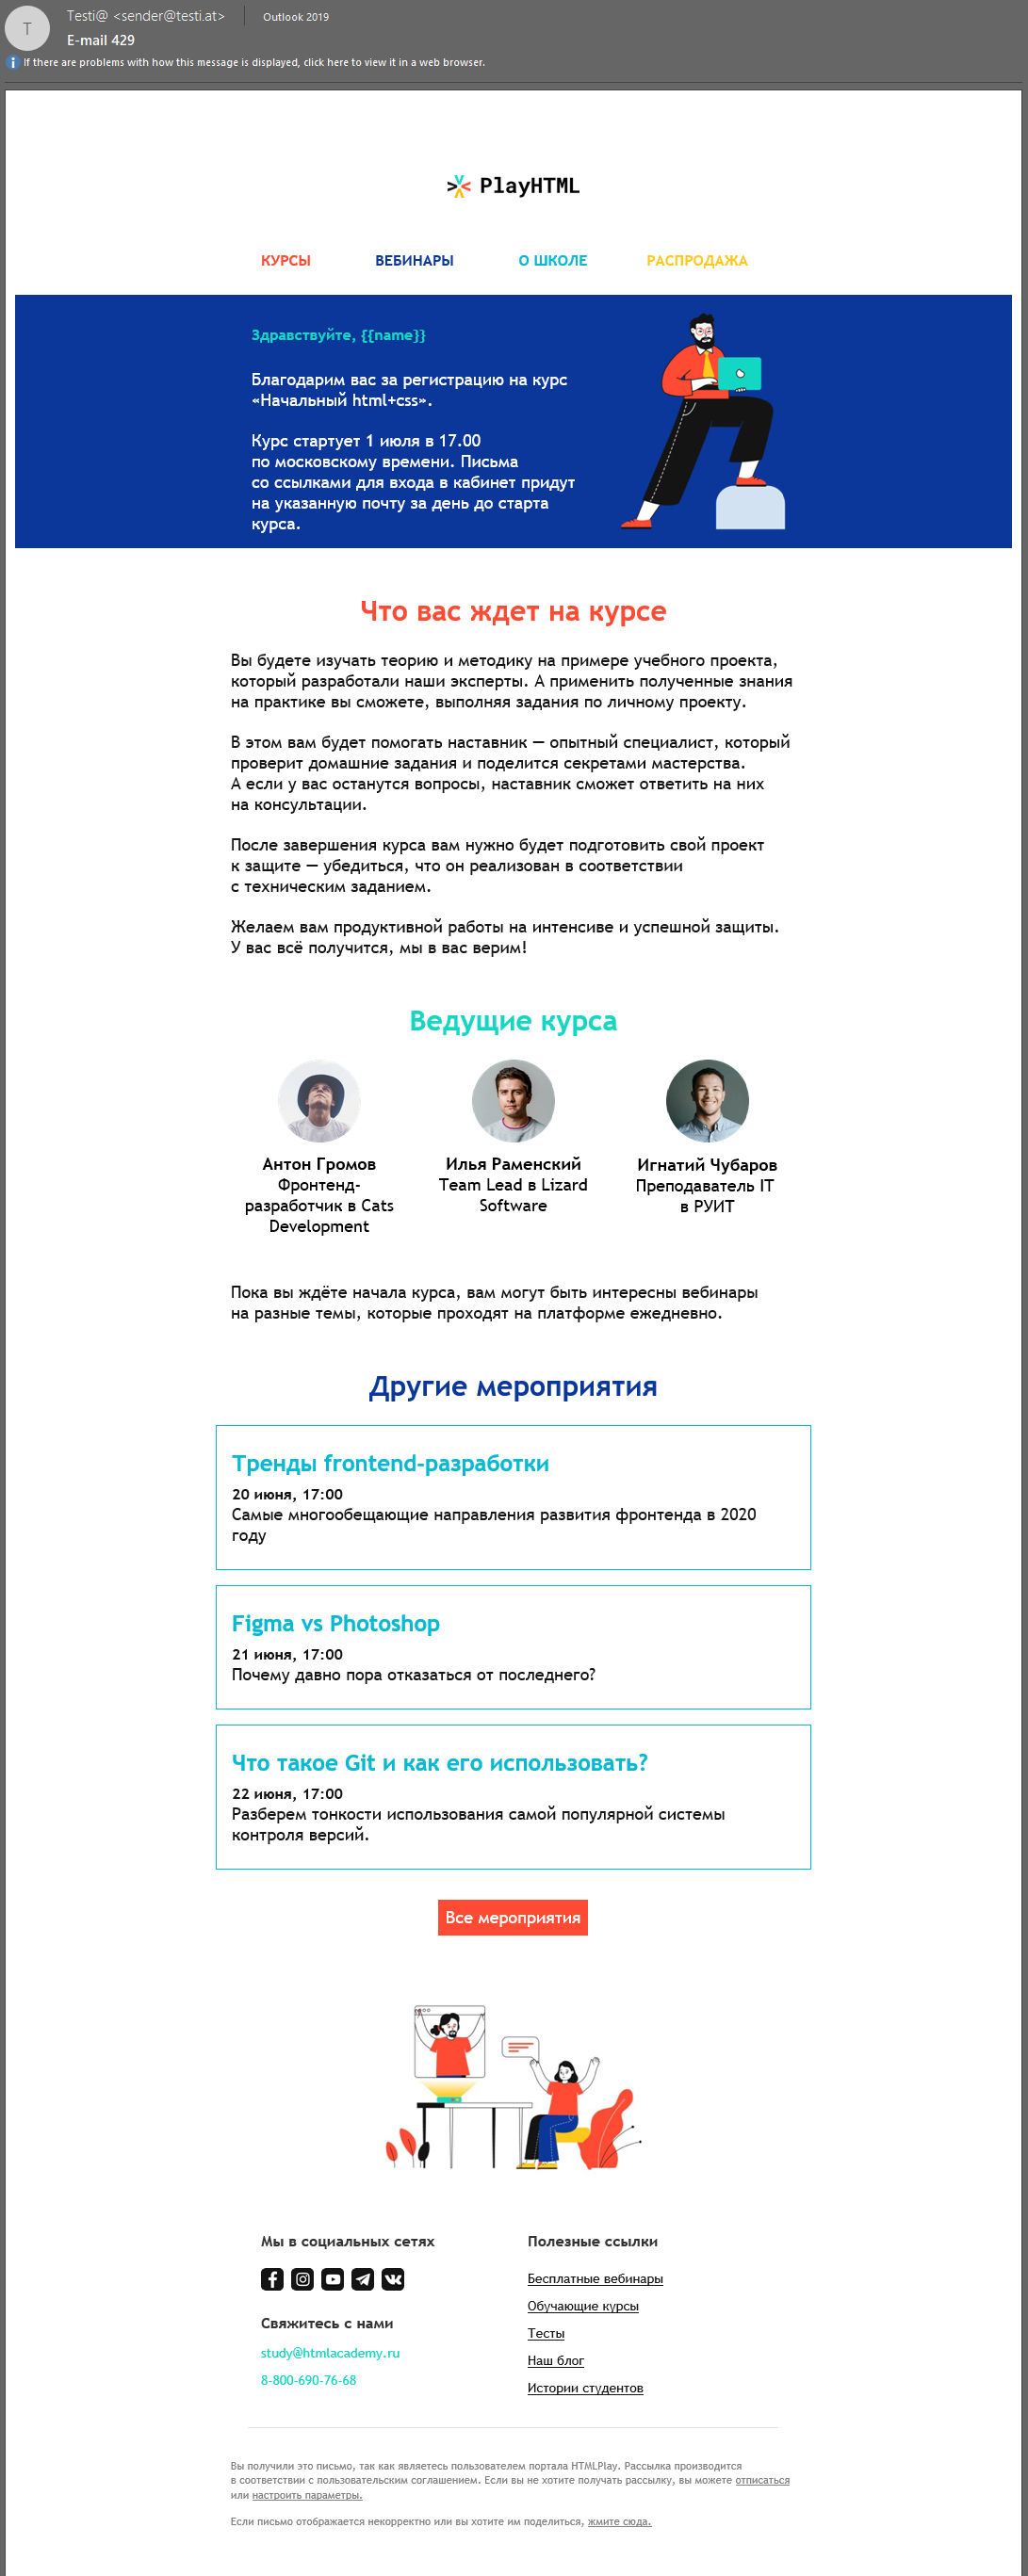 T
Testi@ <sender@testi.at>
Outlook 2019
E-mail 429
If there are problems with how this message is displayed, click here to view it in a web browser.
PlayHTML
КУРСЫ ВЕБИНАРЫ О ШКОЛЕ РАСПРОДАЖА
Здравствуйте, {{name}}
Благодарим вас за регистрацию на курс
«Начальный html+css».
Курс стартует 1 июля в 17.00
по московскому времени. Письма
со ссылками для входа в кабинет придут
на указанную почту за день до старта
курса.
Что вас ждет на курсе
Вы будете изучать теорию и методику на примере учебного проекта,
который разработали наши эксперты. А применить полученные знания
на практике вы сможете, выполняя задания по личному проекту.
В этом вам будет помогать наставник — опытный специалист, который
проверит домашние задания и поделится секретами мастерства.
А если у вас останутся вопросы, наставник сможет ответить на них
на консультации.
После завершения курса вам нужно будет подготовить свой проект
к защите — убедиться, что он реализован в соответствии
с техническим заданием.
Желаем вам продуктивной работы на интенсиве и успешной защиты.
У вас всё получится, мы в вас верим!
Ведущие курса
Антон Громов
Фронтенд-
разработчик в Cats
Development
Илья Раменский
Team Lead в Lizard
Software
Игнатий Чубаров
Преподаватель IT
в РУИТ
Пока вы ждёте начала курса, вам могут быть интересны вебинары
на разные темы, которые проходят на платформе ежедневно.
Другие мероприятия
Тренды frontend-разработки
20 июня, 17:00
Самые многообещающие направления развития фронтенда в 2020
году
Figma vs Photoshop
21 июня, 17:00
Почему давно пора отказаться от последнего?
Что такое Git и как его использовать?
22 июня, 17:00
Разберем тонкости использования самой популярной системы
контроля версий.
Все мероприятия
Мы в социальных сетях
Свяжитесь с нами
study@htmlacademy.ru
8-800-690-76-68
Полезные ссылки
Бесплатные вебинары
Обучающие курсы
Тесты
Наш блог
Истории студентов
Вы получили это письмо, так как являетесь пользователем портала HTMLPlay. Рассылка производится
в соответствии с пользовательским соглашением. Если вы не хотите получать рассылку, вы можете отписаться
или настроить параметры.
Если письмо отображается некорректно или вы хотите им поделиться, жмите сюда.